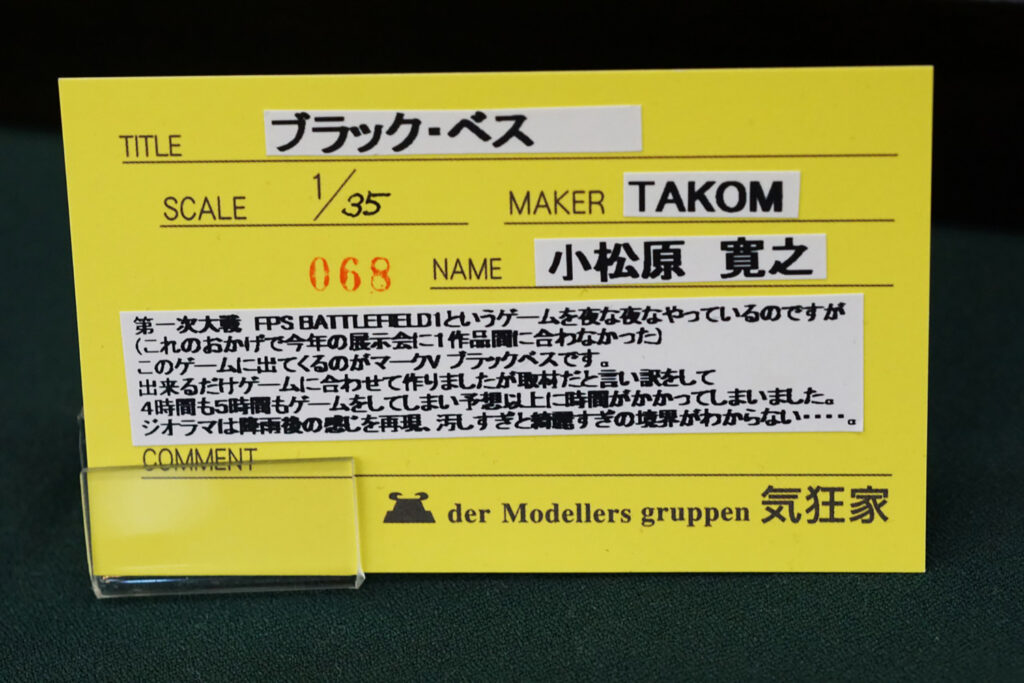 TITLE ブラック・ベス
SCALE 1/35 MAKER TAKOM
068 NAME 小松原 寛之
第一次大戦 FPS BATTLEFIELD1というゲームを夜な夜なやっているのですが
(これのおかげで今年の展示会に1作品間に合わなかった)
このゲームに出てくるのがマークV ブラックベスです。
出来るだけゲームに合わせて作りましたが取材だと言い訳をして
4時間も5時間もゲームをしてしまい予想以上に時間がかかってしまいました。
ジオラマは降雨後の感じを再現、汚しすぎと綺麗すぎの境界がわからない・・・・。
COMMENT
der Modellers gruppen 気狂家